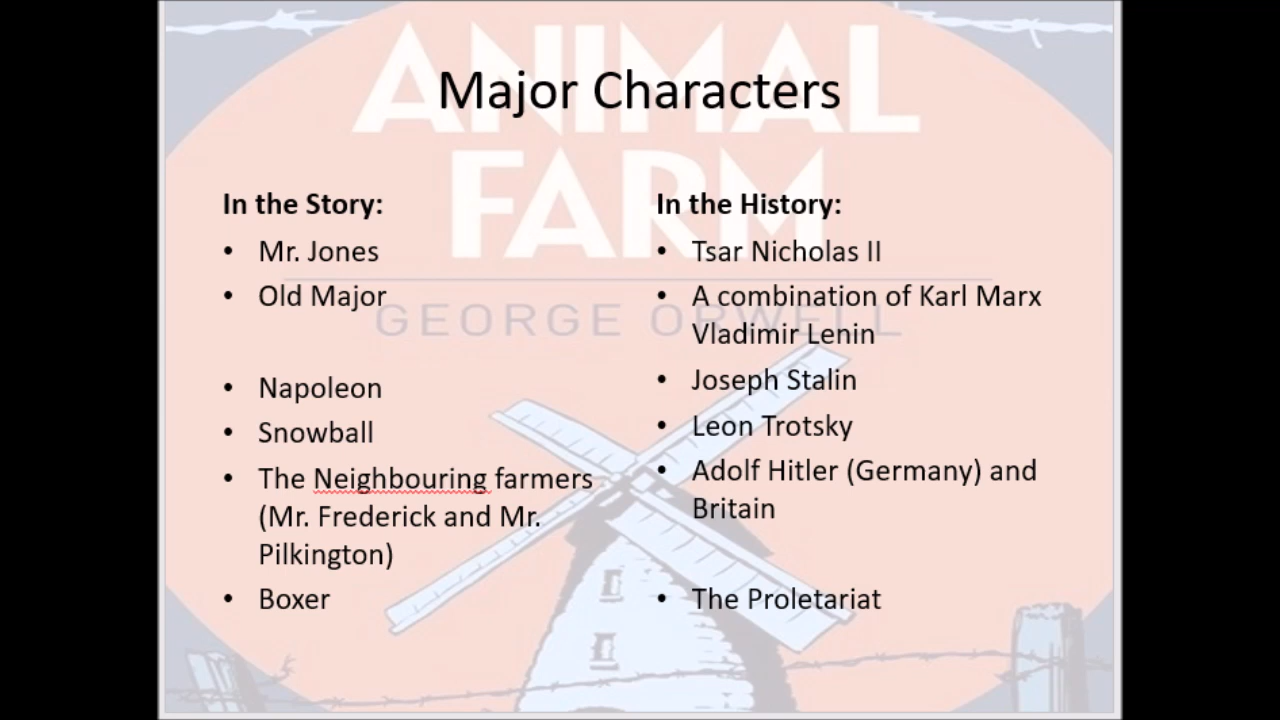 ANIMAL
FARM
GEORGE ORWELL
Major Characters
In the Story:
• Mr. Jones
• Old Major
• Napoleon
• Snowball
• The Neighbouring farmers
(Mr. Frederick and Mr.
Pilkington)
• Boxer
In the History:
• Tsar Nicholas II
• A combination of Karl Marx
Vladimir Lenin
• Joseph Stalin
• Leon Trotsky
• Adolf Hitler (Germany) and
Britain
• The Proletariat